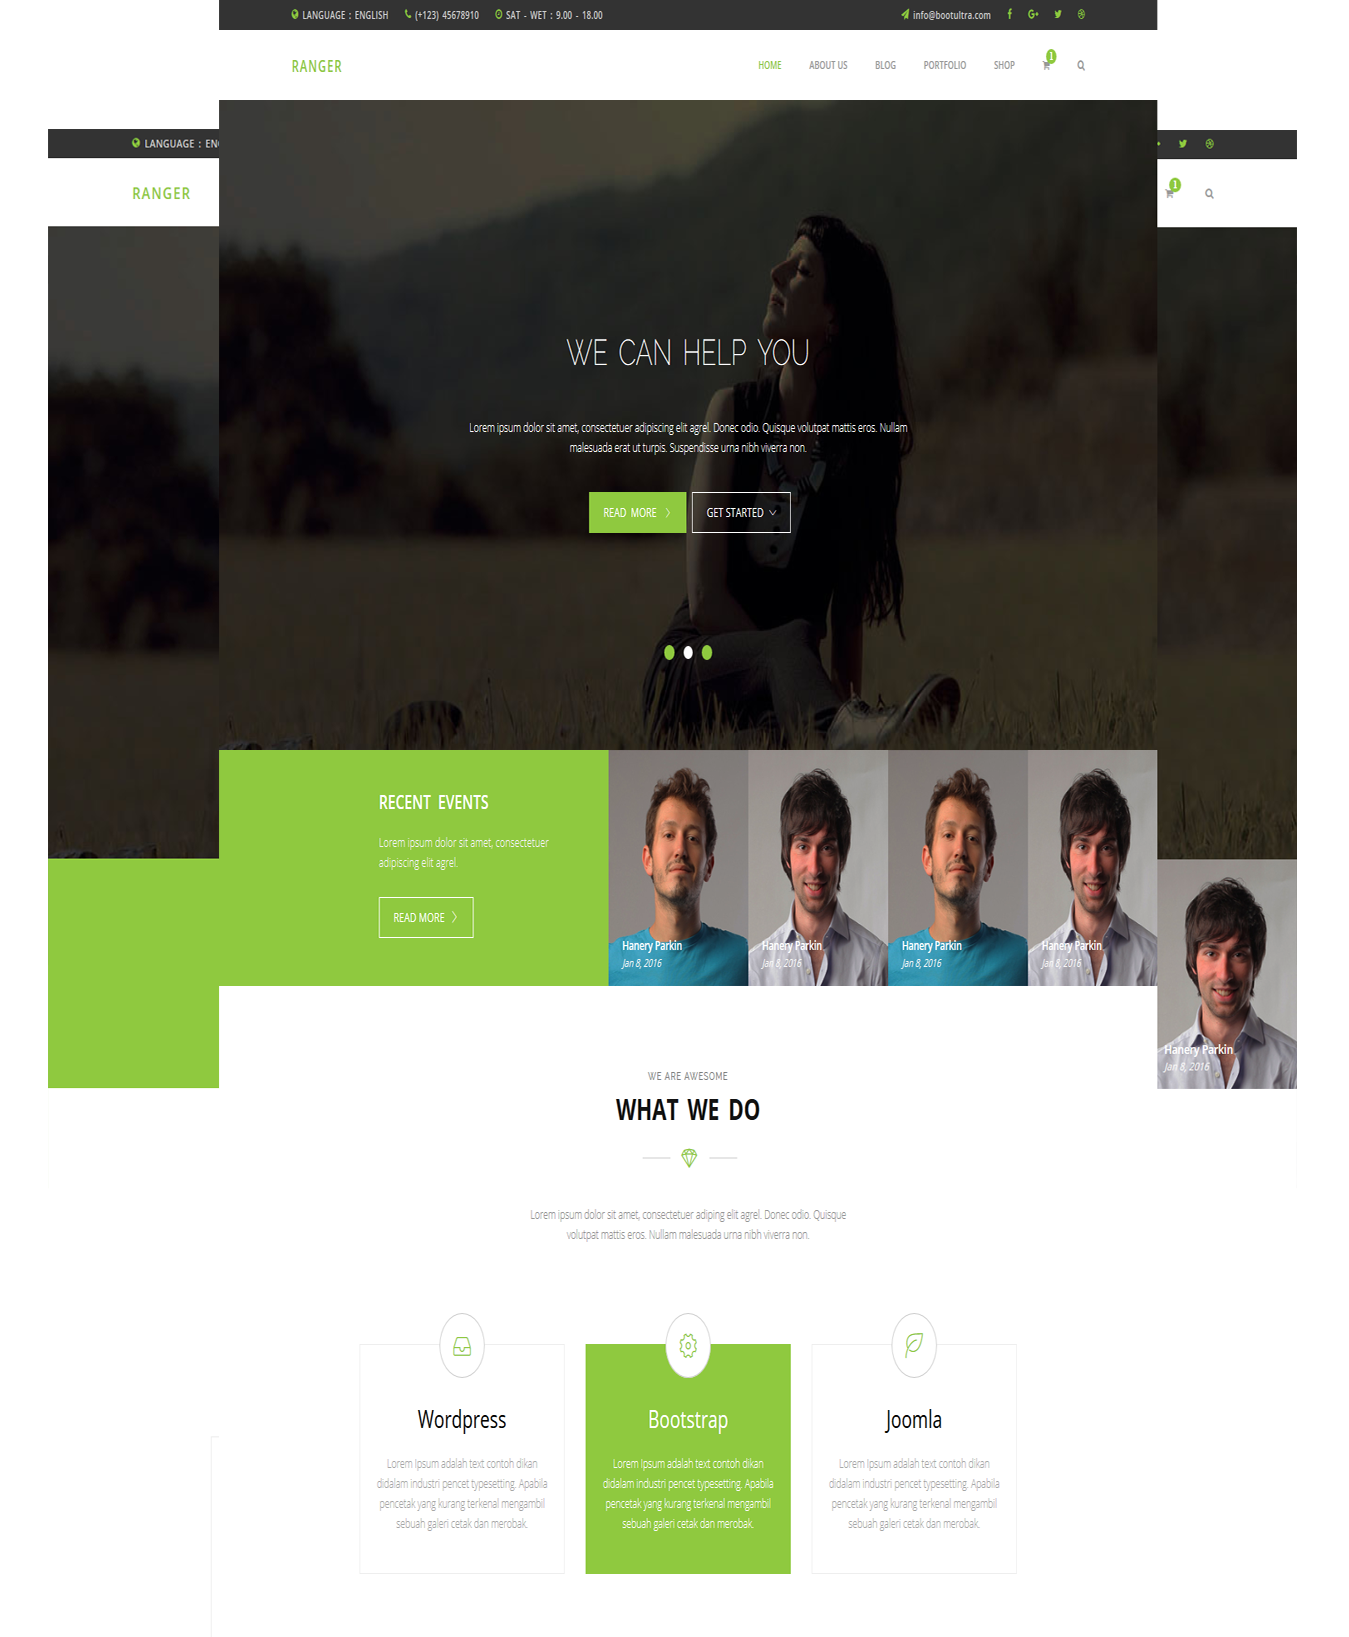 LANGUAGE : ENGLISH (+123) 45678910 SAT - WET : 9.00 - 18.00 info@bootultra.com
RANGER HOME ABOUT US BLOG PORTFOLIO SHOP 1
LANGUAGE : ENG
RANGER
1
WE CAN HELP YOU
Lorem ipsum dolor sit amet, consectetuer adipiscing elit agrel. Donec odio. Quisque volutpat mattis eros. Nullam
malesuada erat ut turpis. Suspendisse urna nibh viverra non.
READ MORE GET STARTED
RECENT EVENTS
Lorem ipsum dolor sit amet, consectetuer
adipiscing elit agrel.
READ MORE
Hanery Parkin
Jan 8, 2016
Hanery Parkin
Jan 8, 2016
Hanery Parkin
Jan 8, 2016
Hanery Parkin
Jan 8, 2016
Hanery Parkin
Jan 8, 2016
WE ARE AWESOME
WHAT WE DO
Lorem ipsum dolor sit amet, consectetuer adiping elit agrel. Donec odio. Quisque
volutpat mattis eros. Nullam malesuada urna nibh viverra non.
Wordpress
Lorem Ipsum adalah text contoh dikan
didalam industri pencet typesetting. Apabila
pencetak yang kurang terkenal mengambil
sebuah galeri cetak dan merobak.
Bootstrap
Lorem Ipsum adalah text contoh dikan
didalam industri pencet typesetting. Apabila
pencetak yang kurang terkenal mengambil
sebuah galeri cetak dan merobak.
Joomla
Lorem Ipsum adalah text contoh dikan
didalam industri pencet typesetting. Apabila
pencetak yang kurang terkenal mengambil
sebuah galeri cetak dan merobak.